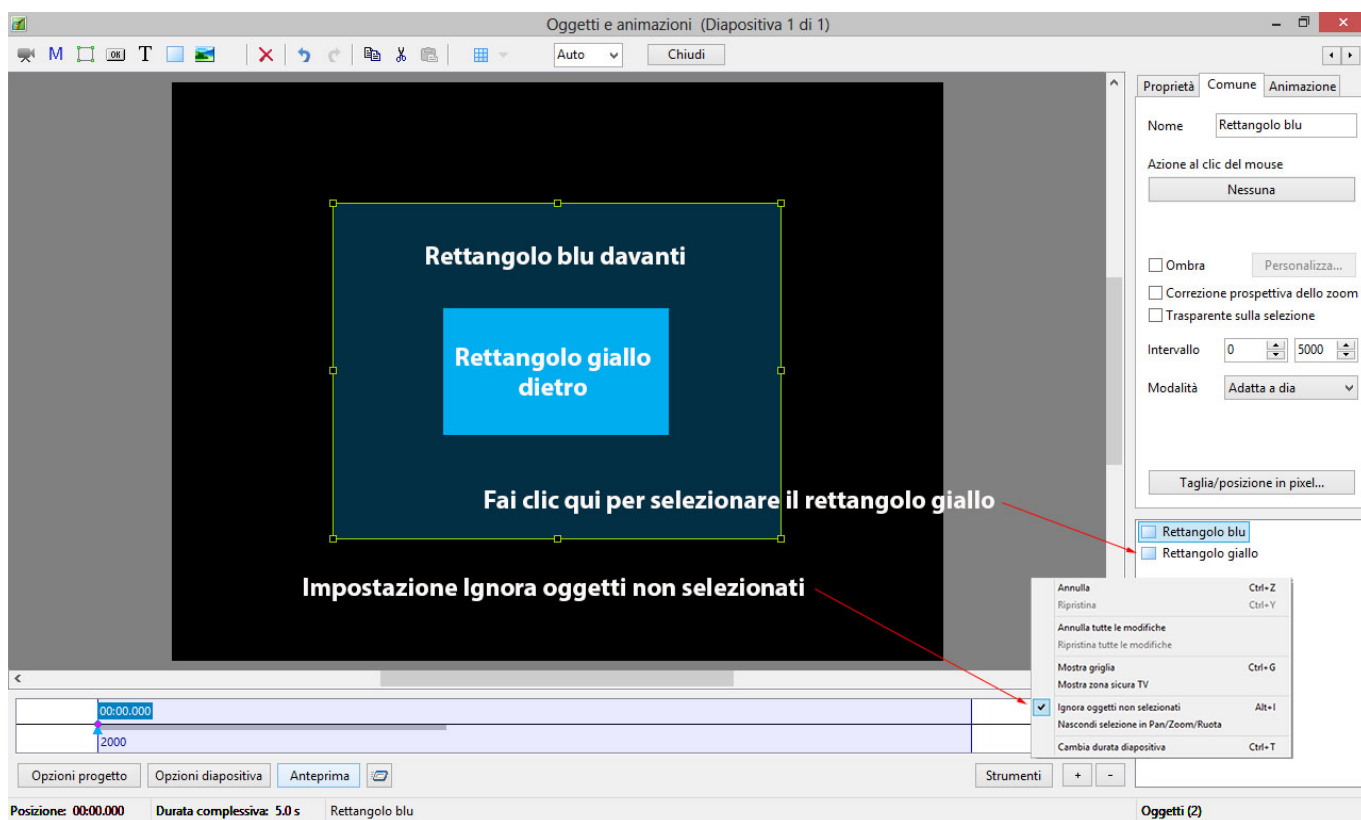 Oggetti e animazioni (Diapositiva 1 di 1)
M OK T Auto Chiudi
Proprietà Comune Animazione
Nome Rettangolo blu
Azione al clic del mouse
Nessuna
Rettangolo blu davanti
Ombra Personalizza...
Correzione prospettiva dello zoom
Trasparente sulla selezione
Intervallo 0 5000
Rettangolo giallo
dietro
Modalità Adatta a dia
Taglia/posizione in pixel...
Fai clic qui per selezionare il rettangolo giallo
Rettangolo blu
Rettangolo giallo
Impostazione Ignora oggetti non selezionati
Annulla Ctrl+Z
Ripristina Ctrl+Y
Annulla tutte le modifiche
Ripristina tutte le modifiche
Mostra griglia Ctrl+G
Mostra zona sicura TV
Ignora oggetti non selezionati Alt+I
Nascondi selezione in Pan/Zoom/Ruota
Cambia durata diapositiva Ctrl+T
00:00.000
2000
Opzioni progetto Opzioni diapositiva Anteprima Strumenti + -
Posizione: 00:00.000 Durata complessiva: 5.0 s Rettangolo blu Oggetti (2)